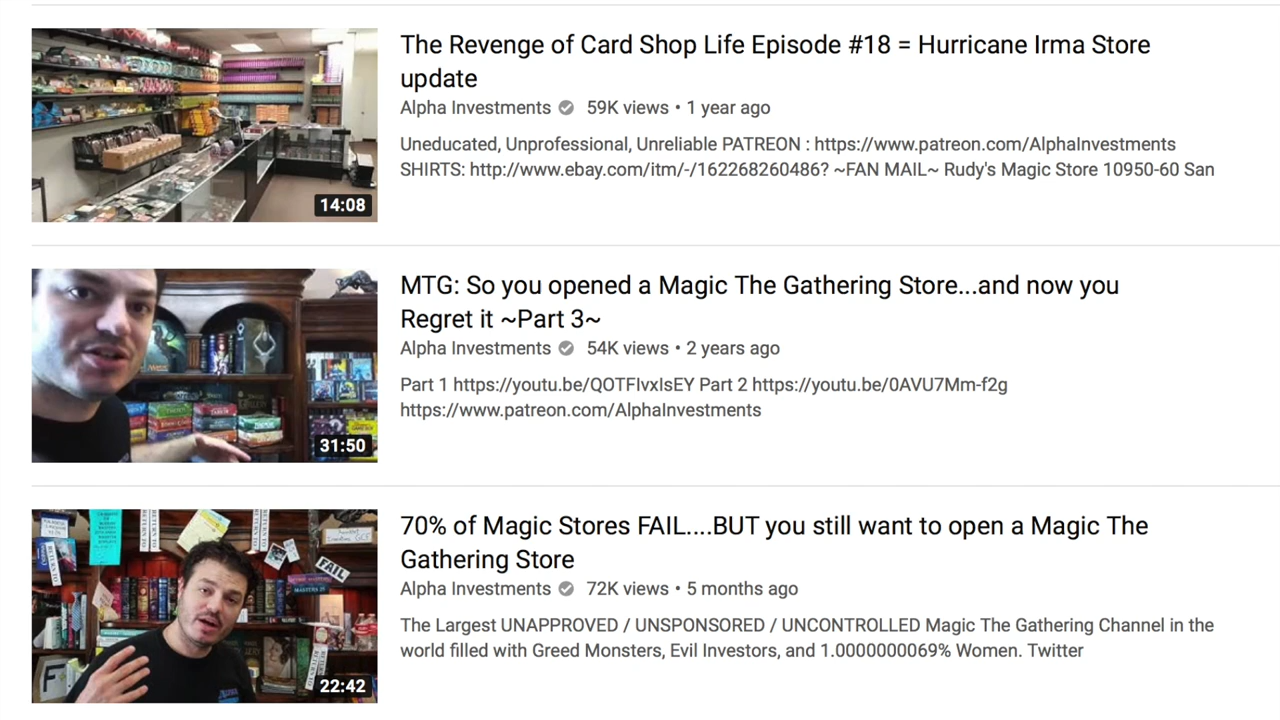 The Revenge of Card Shop Life Episode #18 = Hurricane Irma Store
update
Alpha Investments 59K views • 1 year ago
Uneducated, Unprofessional, Unreliable PATREON : https://www.patreon.com/AlphaInvestments
SHIRTS: http://www.ebay.com/itm/-/162268260486? ~FAN MAIL~ Rudy's Magic Store 10950-60 San
14:08
MTG: So you opened a Magic The Gathering Store...and now you
Regret it ~Part 3~
Alpha Investments 54K views • 2 years ago
Part 1 https://youtu.be/QOTFIvxIsEY Part 2 https://youtu.be/0AVU7Mm-f2g
https://www.patreon.com/AlphaInvestments
31:50
70% of Magic Stores FAIL....BUT you still want to open a Magic The
Gathering Store
Alpha Investments 72K views • 5 months ago
The Largest UNAPPROVED / UNSPONSORED / UNCONTROLLED Magic The Gathering Channel in the
world filled with Greed Monsters, Evil Investors, and 1.0000000069% Women. Twitter
FAIL
22:42